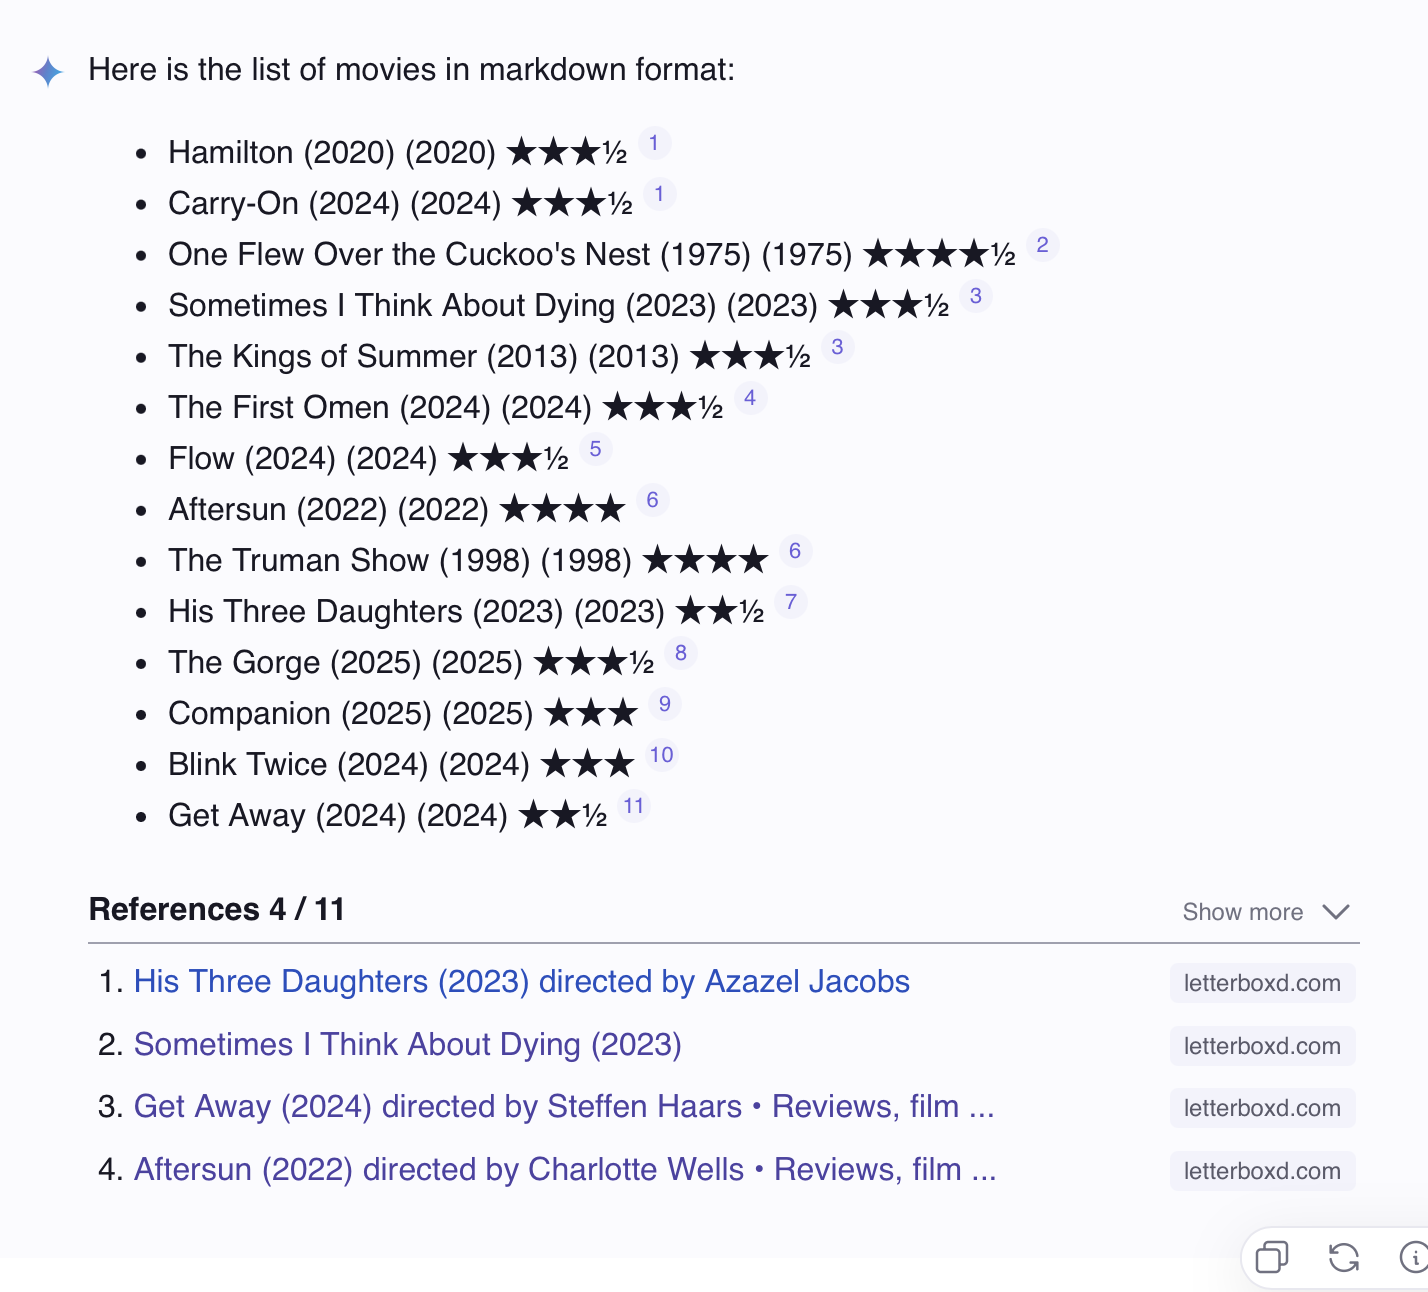 Here is the list of movies in markdown format:
• Hamilton (2020) (2020) ★★★½ 1
• Carry-On (2024) (2024) ★★★½ 1
• One Flew Over the Cuckoo's Nest (1975) (1975) ★★★★½ 2
• Sometimes I Think About Dying (2023) (2023) ★★★½ 3
• The Kings of Summer (2013) (2013) ★★★½ 3
• The First Omen (2024) (2024) ★★★½ 4
• Flow (2024) (2024) ★★★½ 5
• Aftersun (2022) (2022) ★★★★ 6
• The Truman Show (1998) (1998) ★★★★ 6
• His Three Daughters (2023) (2023) ★★½ 7
• The Gorge (2025) (2025) ★★★½ 8
• Companion (2025) (2025) ★★★ 9
• Blink Twice (2024) (2024) ★★★ 10
• Get Away (2024) (2024) ★★½ 11
References 4 / 11 Show more
1. His Three Daughters (2023) directed by Azazel Jacobs letterboxd.com
2. Sometimes I Think About Dying (2023) letterboxd.com
3. Get Away (2024) directed by Steffen Haars • Reviews, film ... letterboxd.com
4. Aftersun (2022) directed by Charlotte Wells • Reviews, film ... letterboxd.com